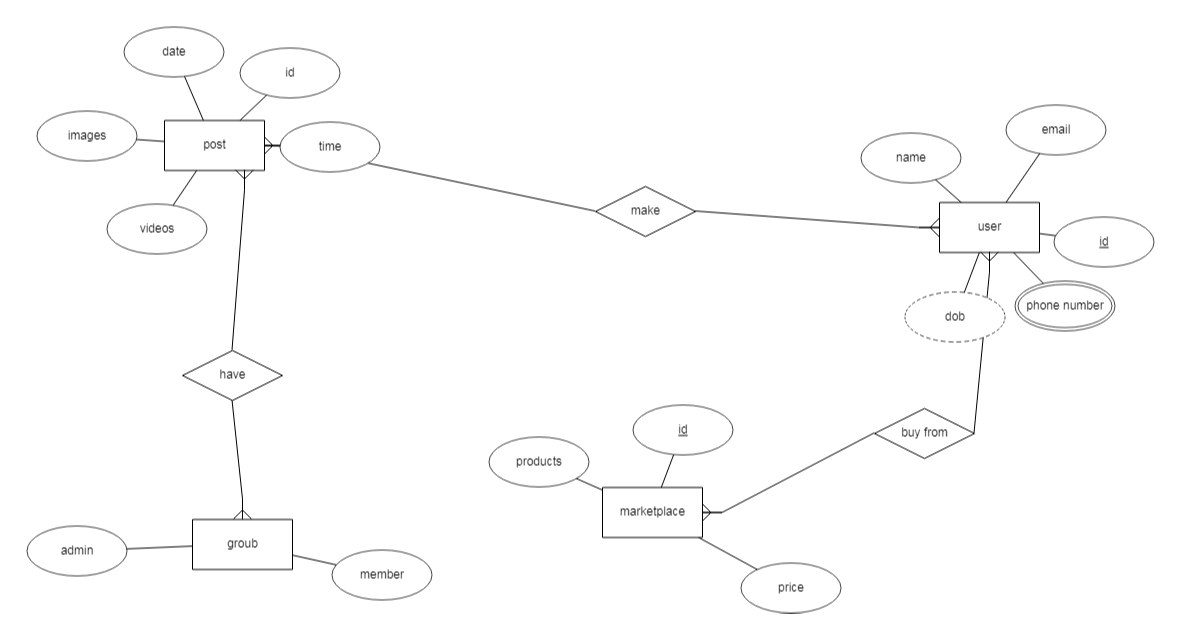 date
id
images
post
time
videos
make
name
email
user
id
phone number
dob
have
buy from
id
products
marketplace
groub
admin
member
price